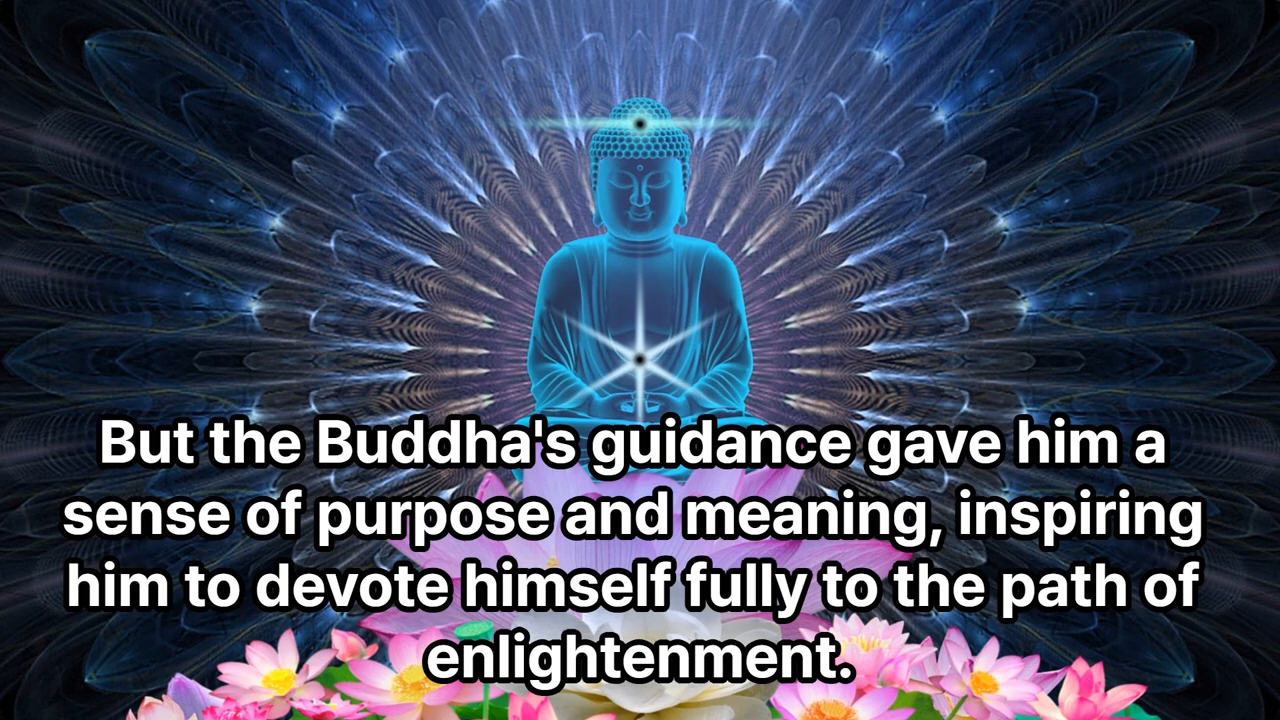 But the Buddha's guidance gave him a
sense of purpose and meaning, inspiring
him to devote himself fully to the path of
enlightenment.